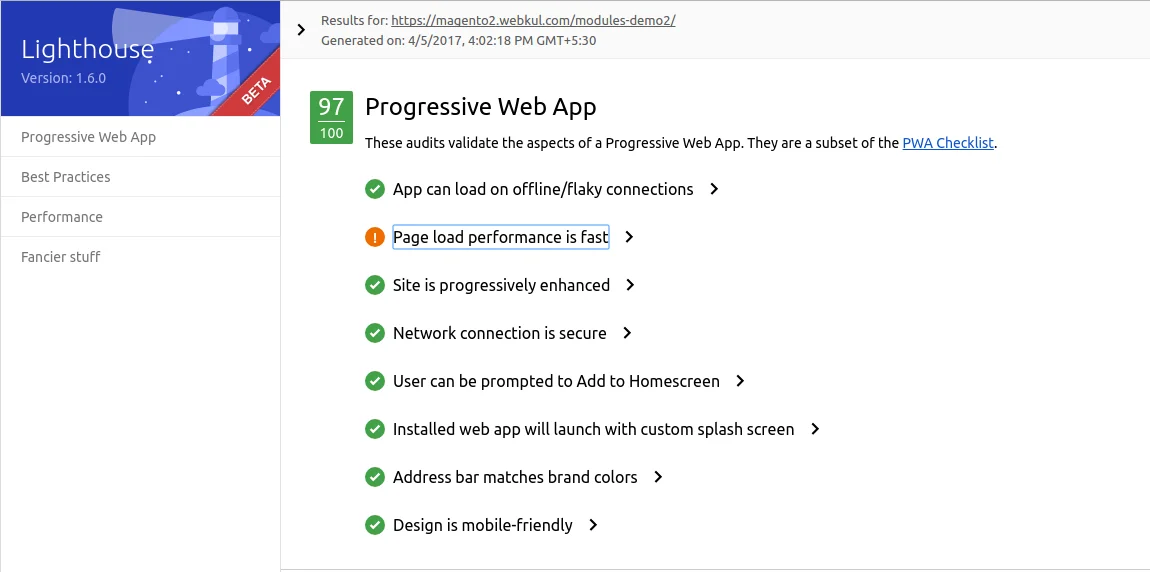 Lighthouse
Version: 1.6.0
BETA
Progressive Web App
Best Practices
Performance
Fancier stuff
Results for: https://magento2.webkul.com/modules-demo2/
Generated on: 4/5/2017, 4:02:18 PM GMT+5:30
97
100
Progressive Web App
These audits validate the aspects of a Progressive Web App. They are a subset of the PWA Checklist.
App can load on offline/flaky connections
!
Page load performance is fast
Site is progressively enhanced
Network connection is secure
User can be prompted to Add to Homescreen
Installed web app will launch with custom splash screen
Address bar matches brand colors
Design is mobile-friendly